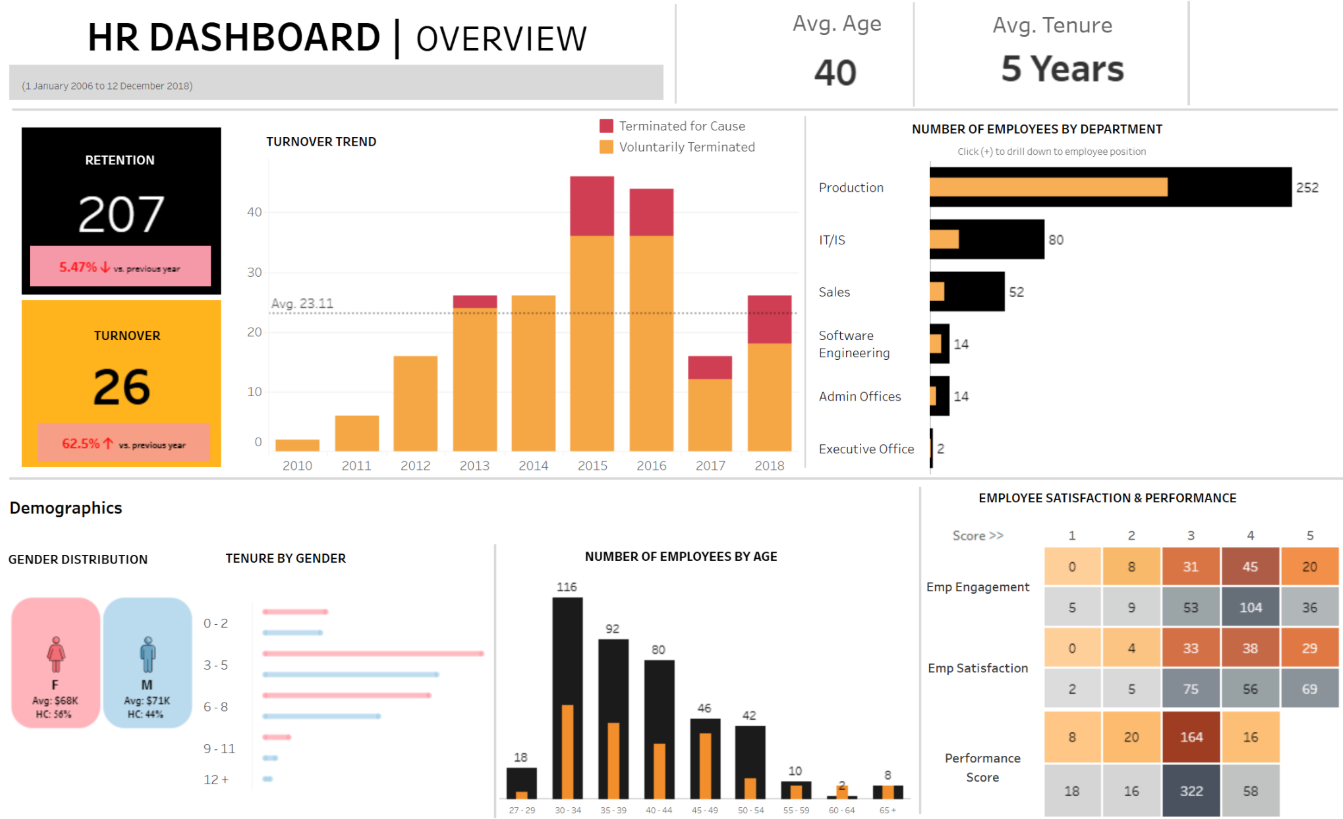 HR DASHBOARD | OVERVIEW
(1 January 2006 to 12 December 2018)
Avg. Age
40
Avg. Tenure
5 Years
RETENTION
207
5.47% ↓ vs. previous year
TURNOVER
26
62.5% ↑ vs. previous year
TURNOVER TREND
Terminated for Cause
Voluntarily Terminated
40
30
Avg. 23.11
20
10
0
2010 2011 2012 2013 2014 2015 2016 2017 2018
NUMBER OF EMPLOYEES BY DEPARTMENT
Click (+) to drill down to employee position
Production 252
IT/IS 80
Sales 52
Software
Engineering 14
Admin Offices 14
Executive Office 2
Demographics
GENDER DISTRIBUTION
F
Avg: $68K
HC: 56%
M
Avg: $71K
HC: 44%
TENURE BY GENDER
0 - 2
3 - 5
6 - 8
9 - 11
12 +
NUMBER OF EMPLOYEES BY AGE
116
92
80
46
42
18
10
2
8
27 - 29 30 - 34 35 - 39 40 - 44 45 - 49 50 - 54 55 - 59 60 - 64 65 +
EMPLOYEE SATISFACTION & PERFORMANCE
Score >> 1 2 3 4 5
Emp Engagement
0 8 31 45 20
5 9 53 104 36
Emp Satisfaction
0 4 33 38 29
2 5 75 56 69
Performance
Score
8 20 164 16
18 16 322 58